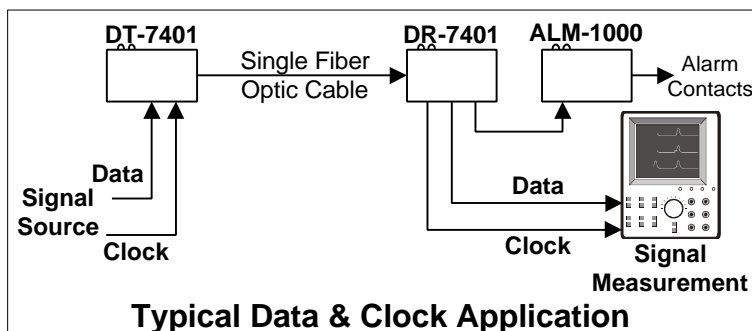 DT-7401
DR-7401
ALM-1000
Single Fiber
Optic Cable
Alarm
Contacts
Data
Signal
Source
Clock
Data
Clock
Signal
Measurement
Typical Data & Clock Application